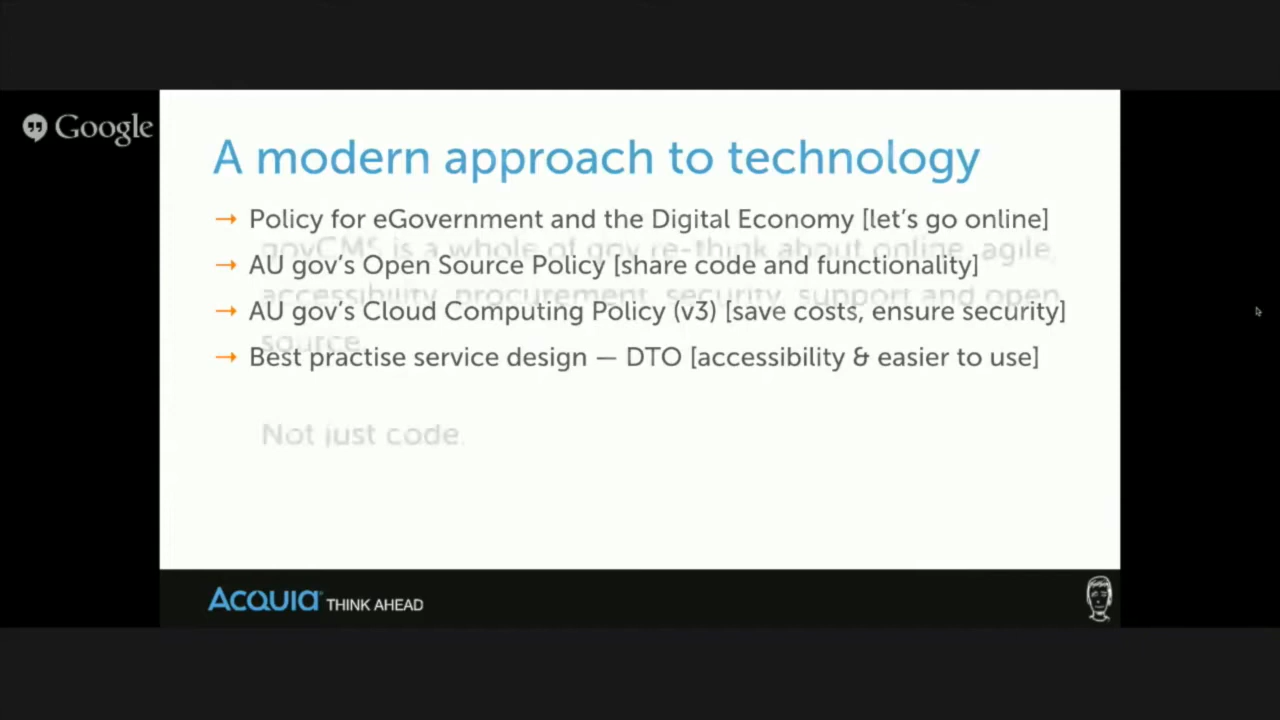 Google
A modern approach to technology
→ Policy for eGovernment and the Digital Economy [let's go online]
govCMS is a whole of gov re-think about online, agile,
→ AU gov's Open Source Policy [share code and functionality]
accessibility, procurement, security, support and open
→ AU gov's Cloud Computing Policy (v3) [save costs, ensure security]
source.
→ Best practise service design — DTO [accessibility & easier to use]
Not just code.
ACQUIA THINK AHEAD